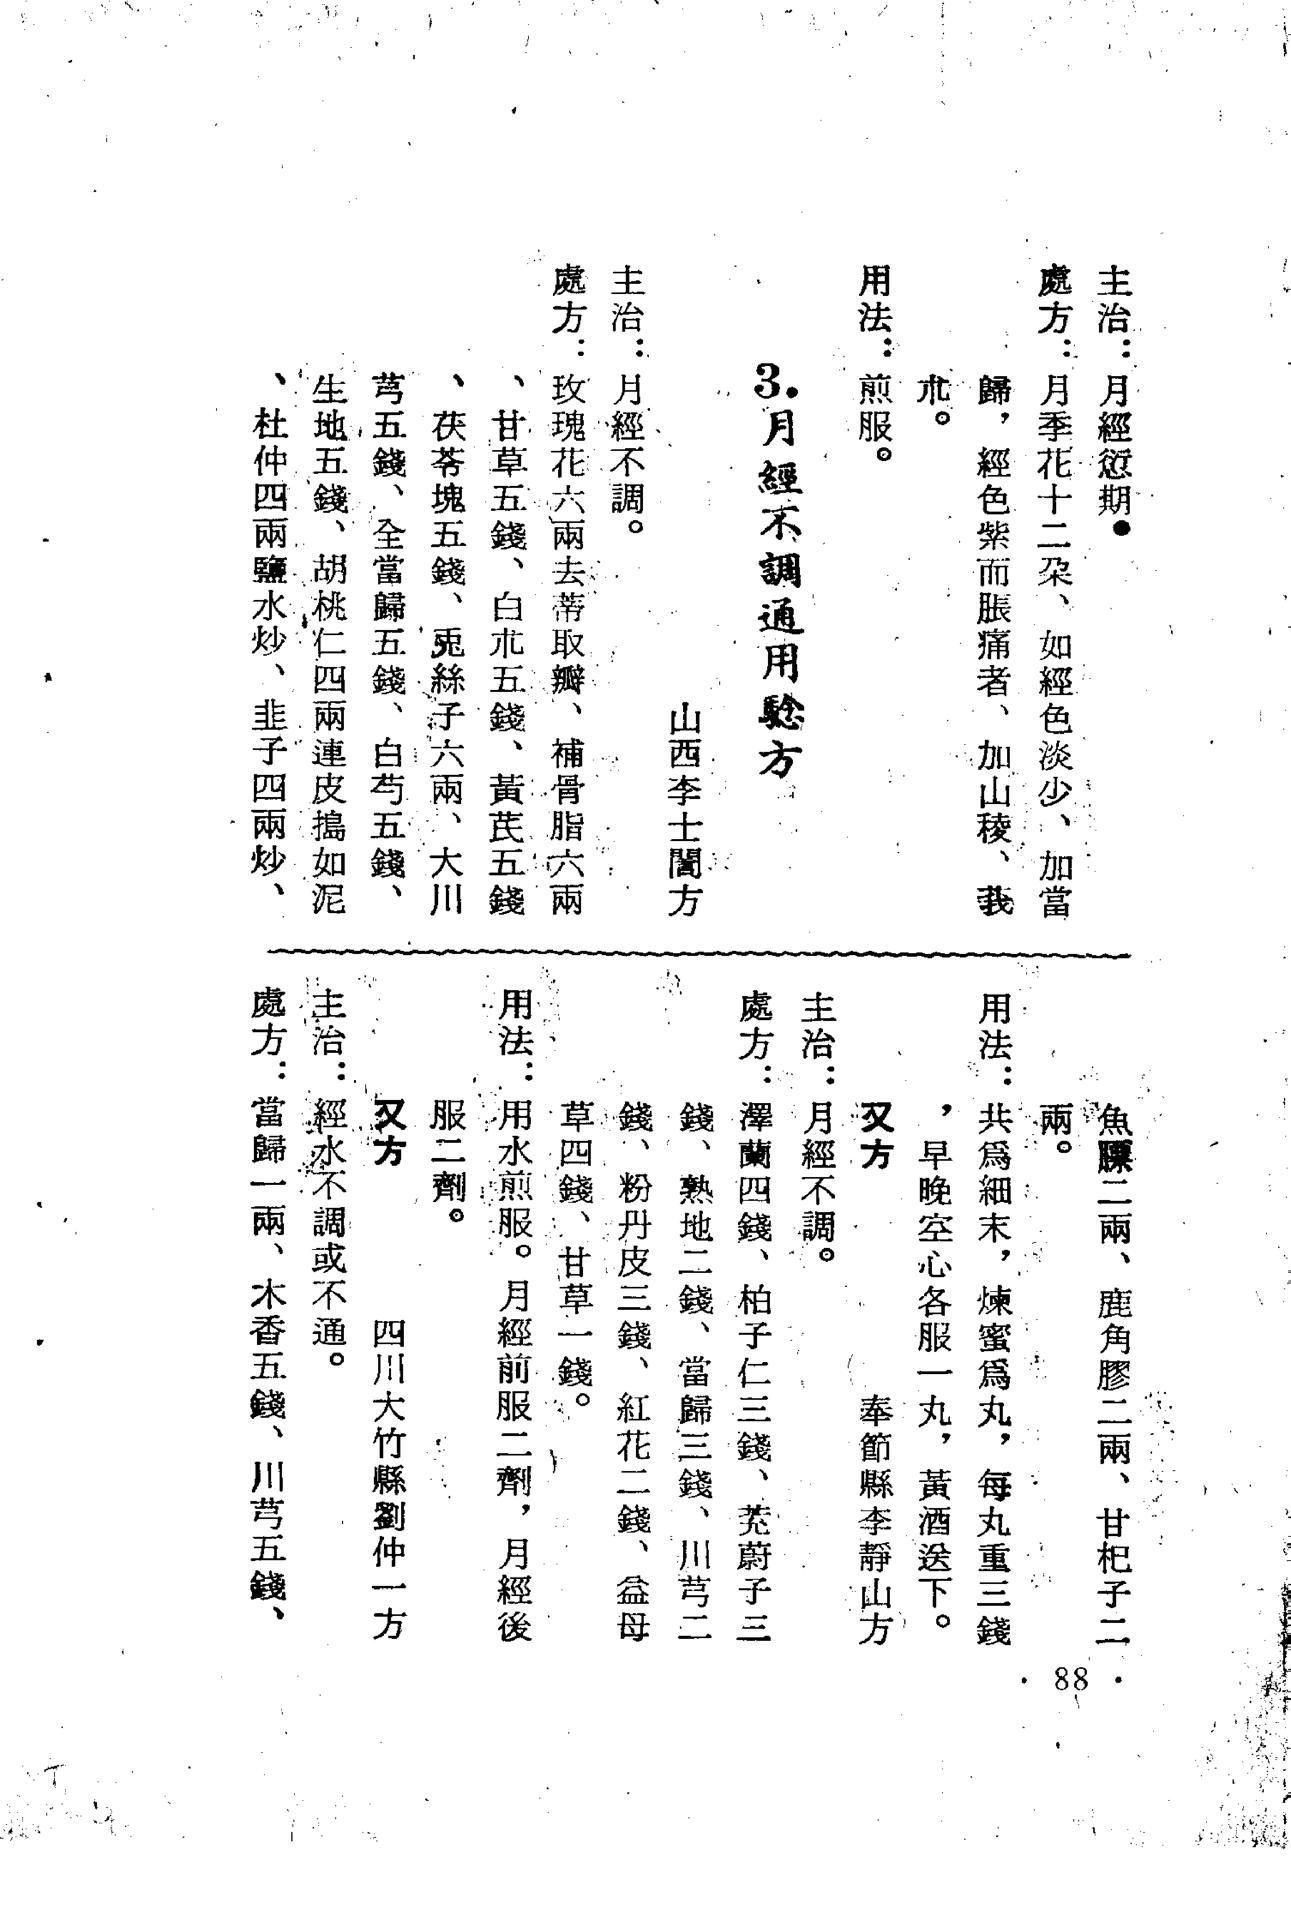 主治：月經愆期●
處方：月季花十二朶、如經色淡少、加當
歸，經色紫而脹痛者、加山稜、莪
朮。
用法：煎服。
3.月經不調通用驗方
山西李士闇方
主治：月經不調。
處方：玫瑰花六兩去蒂取瓣、補骨脂六兩
、甘草五錢、白朮五錢、黃芪五錢
、茯苓塊五錢、兎絲子六兩、大川
芎五錢、全當歸五錢、白芍五錢、
生地五錢、胡桃仁四兩連皮搗如泥
、杜仲四兩鹽水炒、韭子四兩炒、
魚鰾二兩、鹿角膠二兩、甘杞子二
兩。
用法：共爲細末，煉蜜爲丸，每丸重三錢
，早晚空心各服一丸，黃酒送下。
又方　奉節縣李靜山方
主治：月經不調。
處方：澤蘭四錢、柏子仁三錢、茺蔚子三
錢、熟地二錢、當歸三錢、川芎二
錢、粉丹皮三錢、紅花二錢、益母
草四錢、甘草一錢。
用法：用水煎服。月經前服二劑，月經後
服二劑。
又方　四川大竹縣劉仲一方
主治：經水不調或不通。
處方：當歸一兩、木香五錢、川芎五錢、
· 88 ·